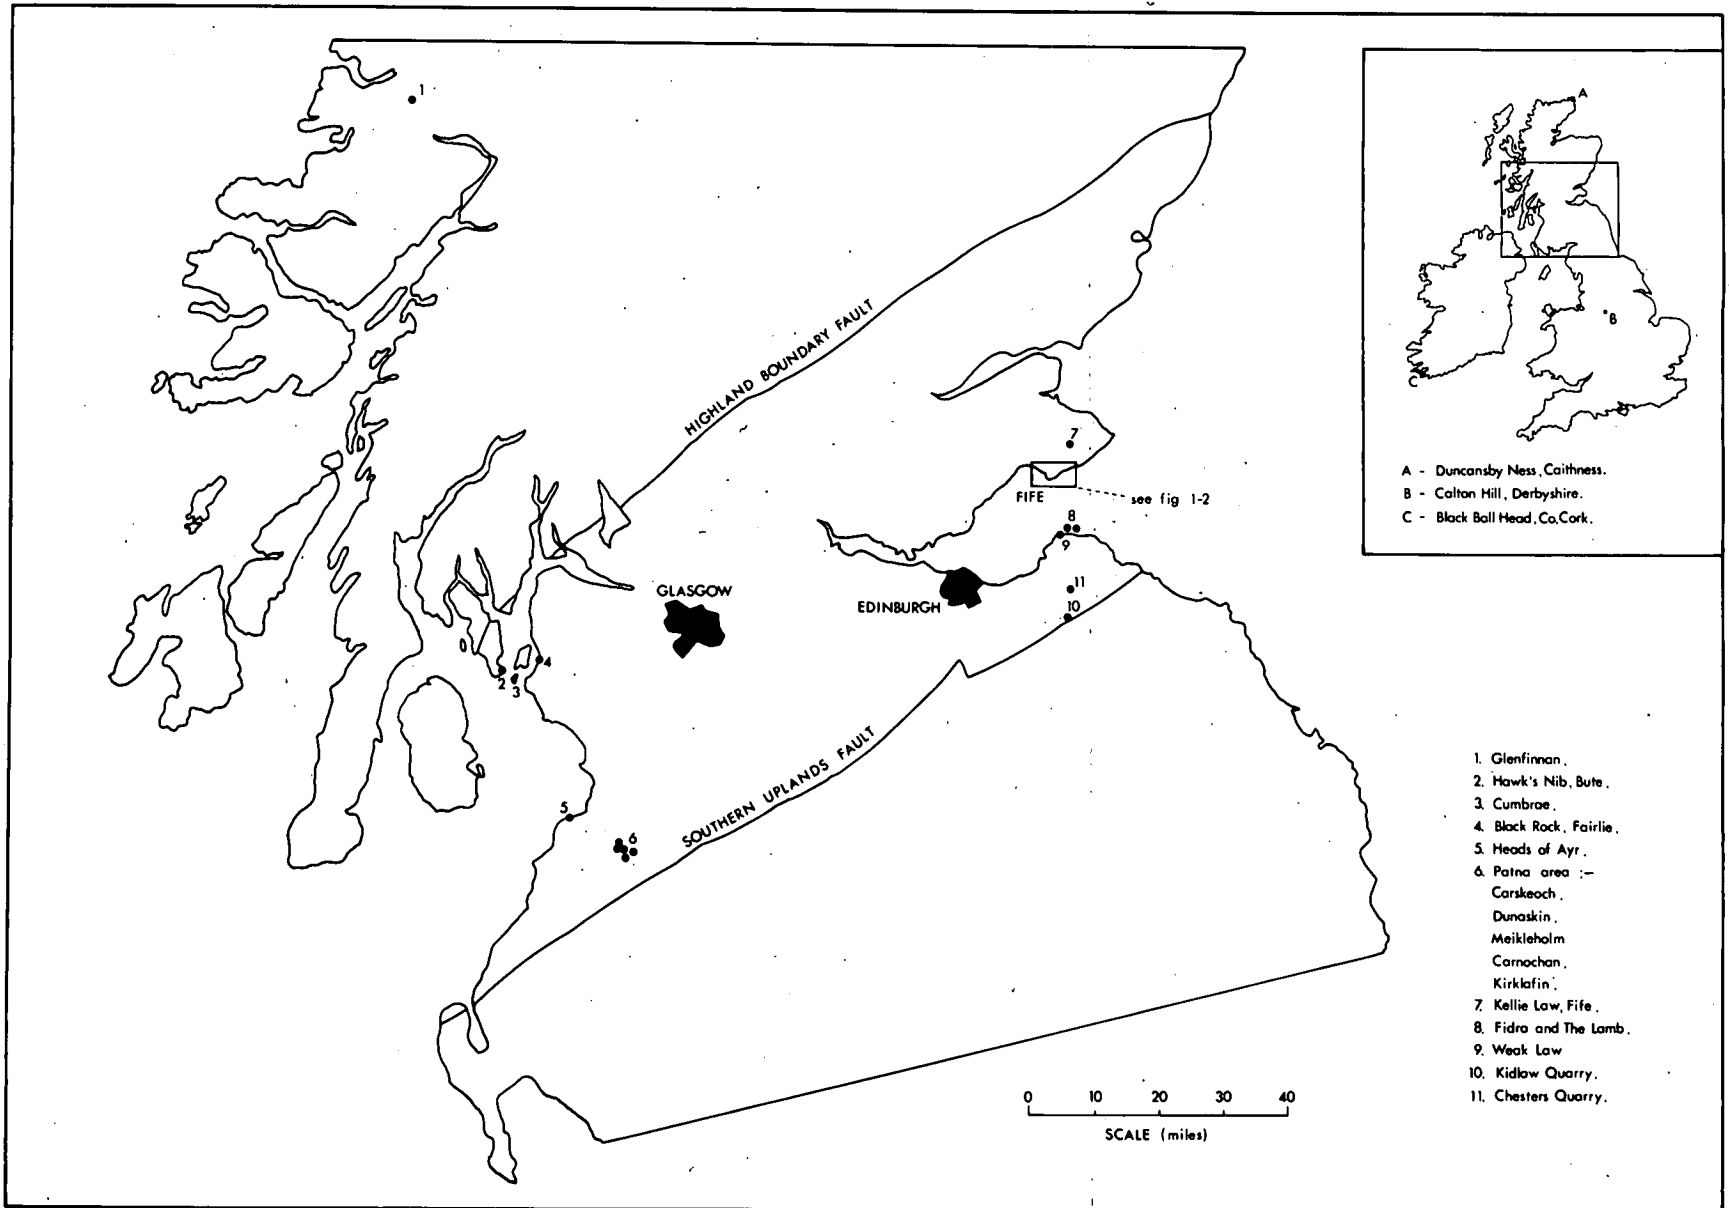 1
A
B
C
HIGHLAND BOUNDARY FAULT
7
FIFE
see fig 1-2
A - Duncansby Ness, Caithness.
B - Calton Hill, Derbyshire.
C - Black Ball Head, Co. Cork.
8
9
GLASGOW
EDINBURGH
11
10
4
2
3
SOUTHERN UPLANDS FAULT
5
6
1. Glenfinnan.
2. Hawk's Nib, Bute.
3. Cumbrae.
4. Black Rock, Fairlie.
5. Heads of Ayr.
6. Patna area :-
Carskeoch.
Dunaskin.
Meikleholm
Carnochan.
Kirklafin.
7. Kellie Law, Fife.
8. Fidra and The Lamb.
9. Weak Law
10. Kidlaw Quarry.
11. Chesters Quarry.
0 10 20 30 40
SCALE (miles)